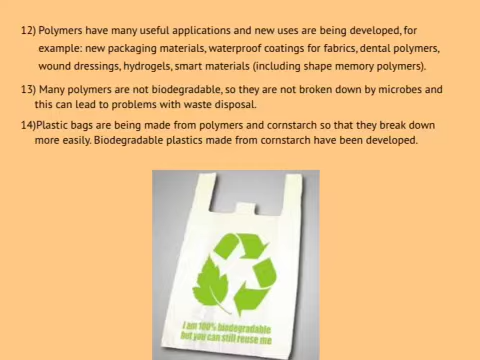 12) Polymers have many useful applications and new uses are being developed, for
example: new packaging materials, waterproof coatings for fabrics, dental polymers,
wound dressings, hydrogels, smart materials (including shape memory polymers).
13) Many polymers are not biodegradable, so they are not broken down by microbes and
this can lead to problems with waste disposal.
14)Plastic bags are being made from polymers and cornstarch so that they break down
more easily. Biodegradable plastics made from cornstarch have been developed.
I am 100% biodegradable
but you can still reuse me